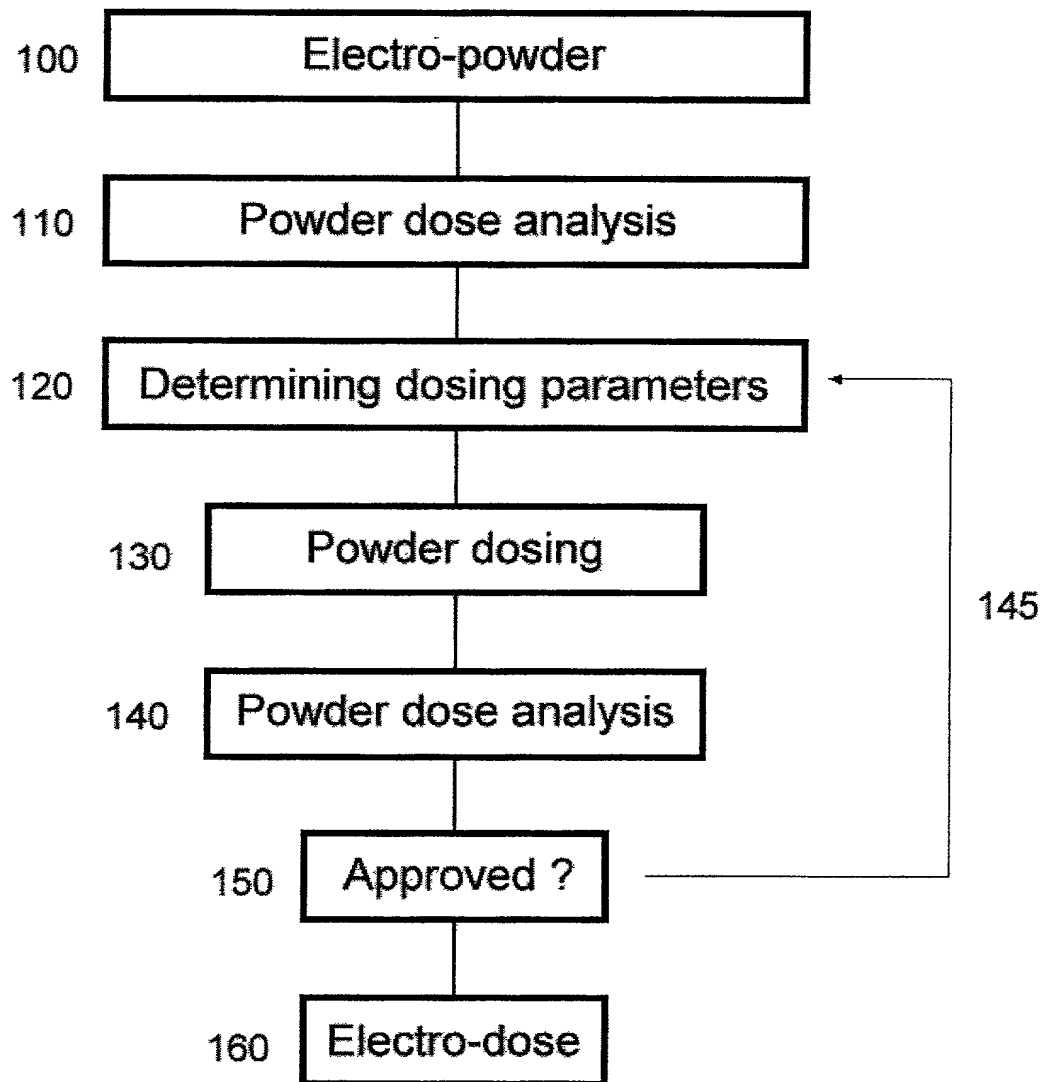 100 Electro-powder
110 Powder dose analysis
120 Determining dosing parameters
130 Powder dosing
145
140 Powder dose analysis
150 Approved ?
160 Electro-dose